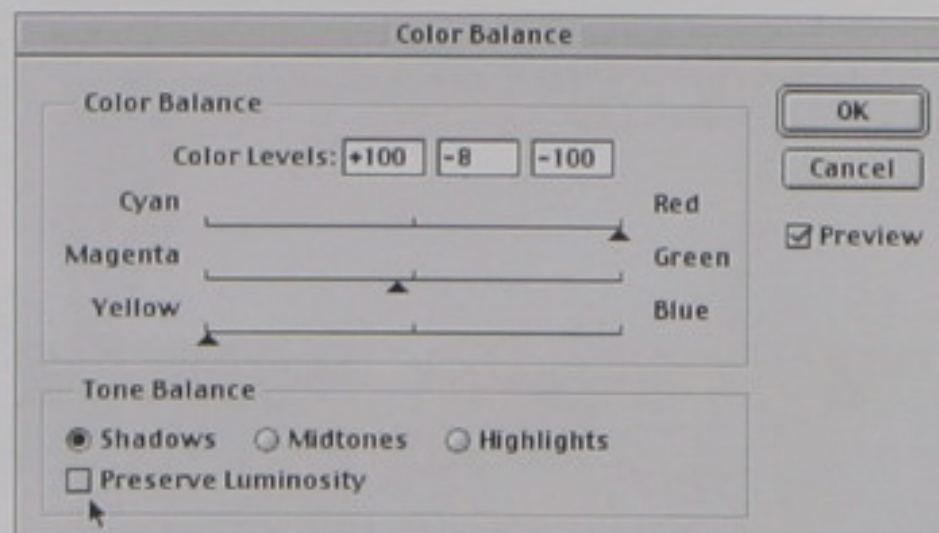 Color Balance
Color Balance
OK
Color Levels: +100 -8 -100
Cancel
Cyan Red
Preview
Magenta Green
Yellow Blue
Tone Balance
Shadows Midtones Highlights
Preserve Luminosity